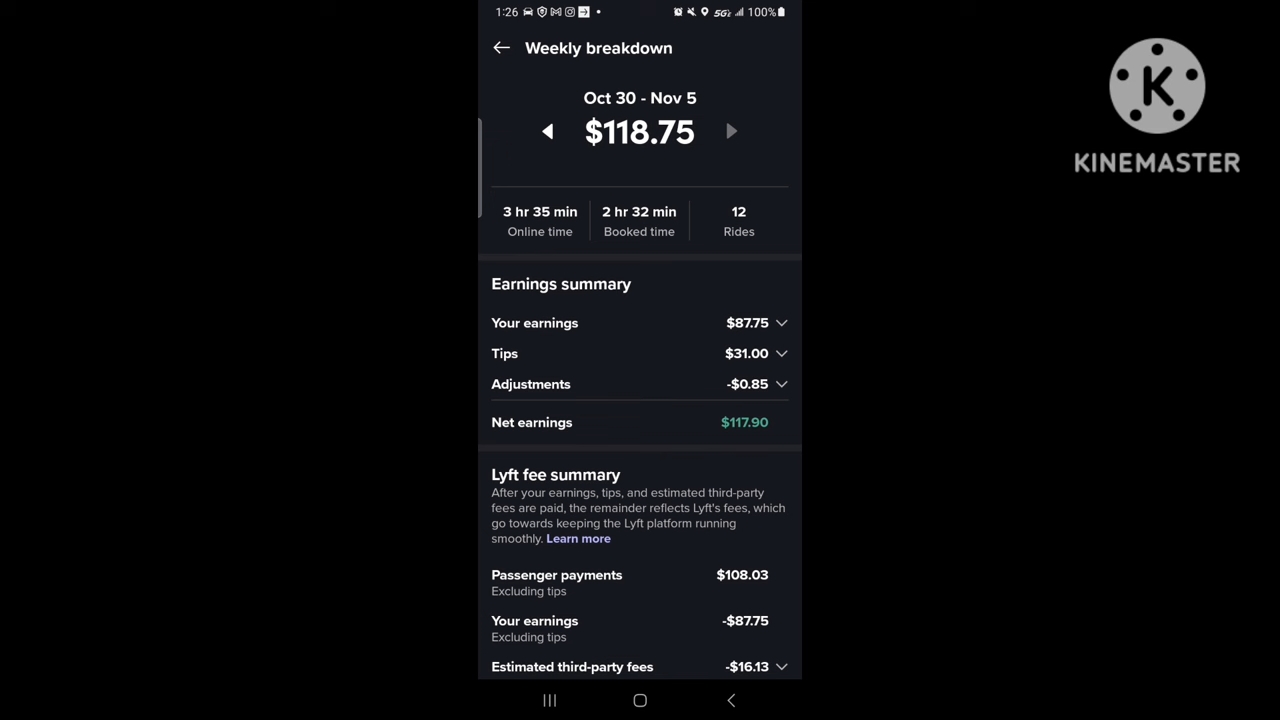 1:26
5G 100%
Weekly breakdown
K
KINEMASTER
Oct 30 - Nov 5
$118.75
3 hr 35 min 2 hr 32 min 12
Online time Booked time Rides
Earnings summary
Your earnings $87.75
Tips $31.00
Adjustments -$0.85
Net earnings $117.90
Lyft fee summary
After your earnings, tips, and estimated third-party
fees are paid, the remainder reflects Lyft's fees, which
go towards keeping the Lyft platform running
smoothly. Learn more
Passenger payments $108.03
Excluding tips
Your earnings -$87.75
Excluding tips
Estimated third-party fees -$16.13